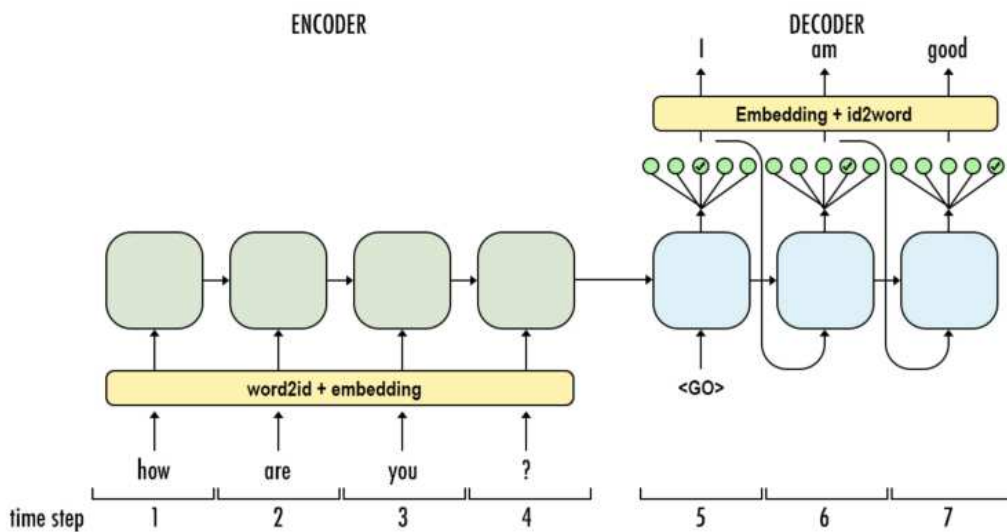 ENCODER DECODER
I am good
Embedding + id2word
<GO>
word2id + embedding
how are you ?
time step 1 2 3 4 5 6 7